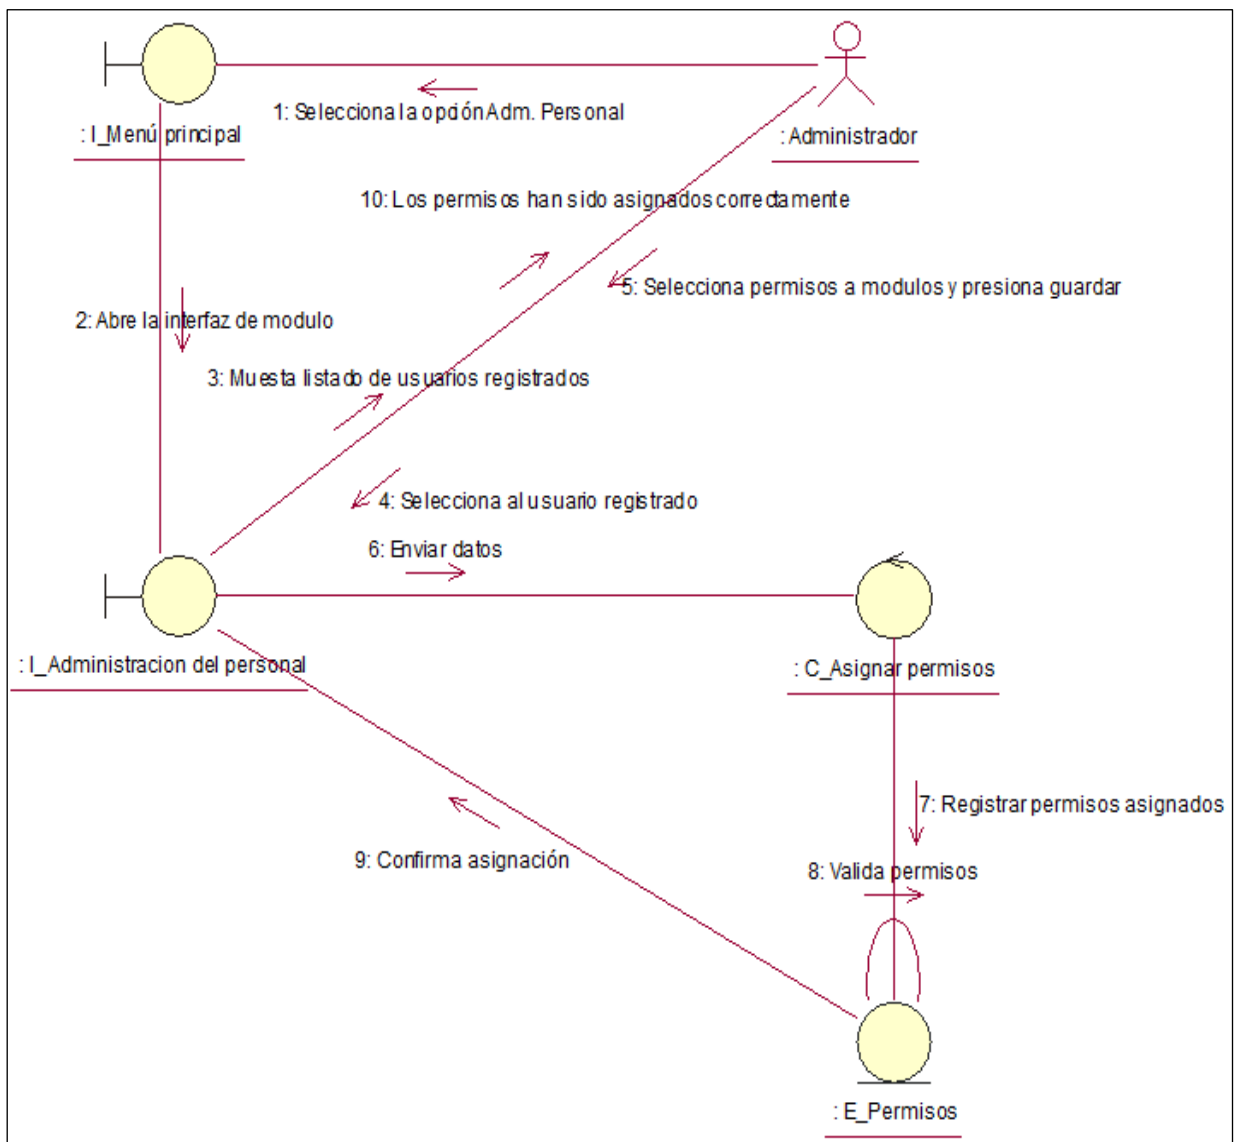 1: Selecciona la opción Adm. Personal
: I_Menú principal
: Administrador
10: Los permisos han sido asignados correctamente
5: Selecciona permisos a modulos y presiona guardar
2: Abre la interfaz de modulo
3: Muesta listado de usuarios registrados
4: Selecciona al usuario registrado
6: Enviar datos
: I_Administracion del personal
: C_Asignar permisos
7: Registrar permisos asignados
9: Confirma asignación
8: Valida permisos
: E_Permisos